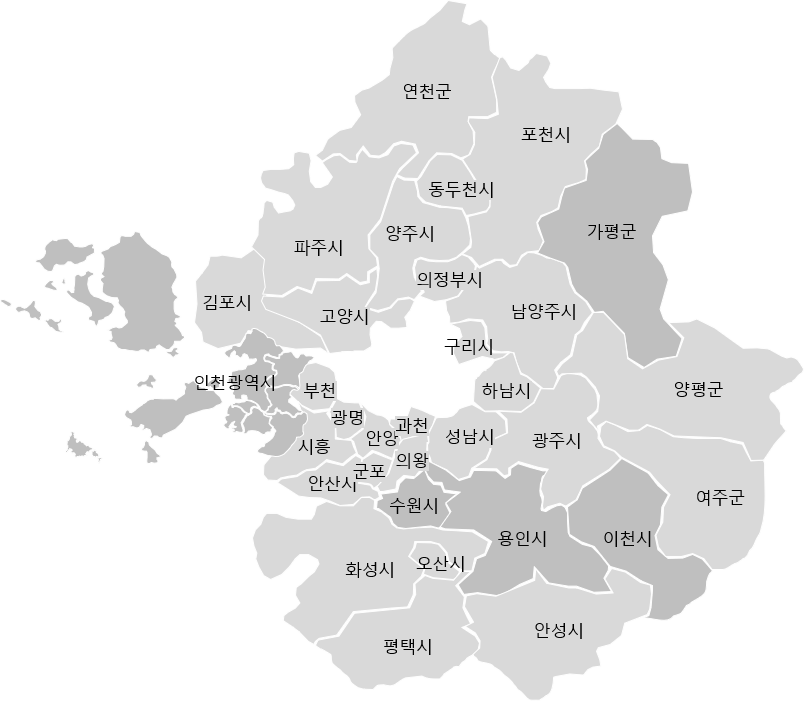 연천군
포천시
동두천시
가평군
양주시
파주시
의정부시
김포시
남양주시
고양시
구리시
인천광역시
부천
하남시
양평군
광명
과천
안양
성남시
광주시
시흥
의왕
군포
안산시
여주군
수원시
용인시
이천시
오산시
화성시
안성시
평택시